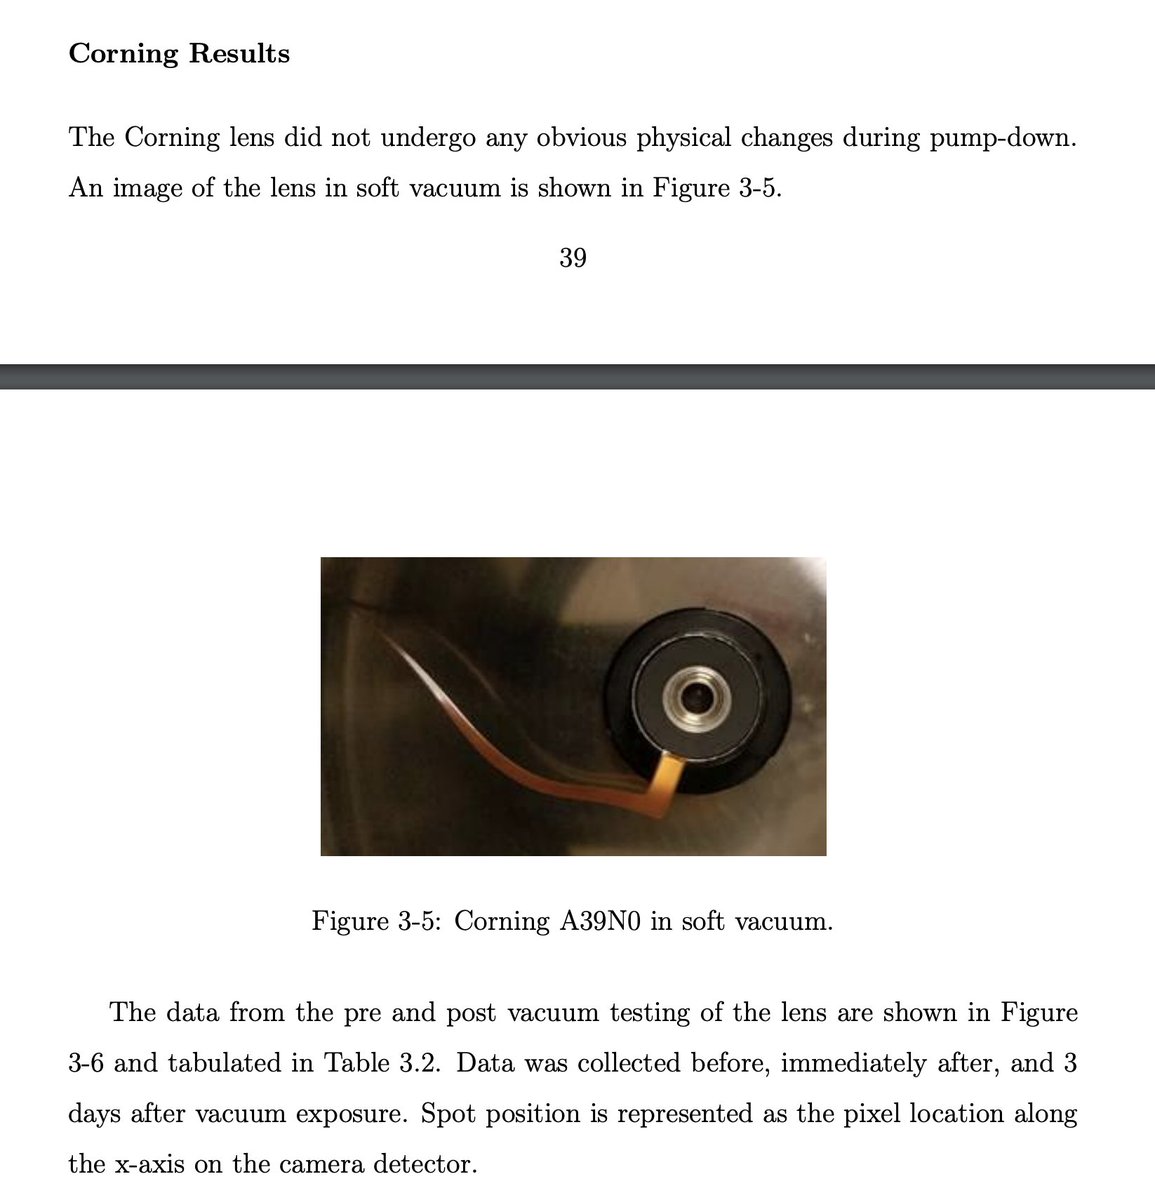 Corning Results
The Corning lens did not undergo any obvious physical changes during pump-down.
An image of the lens in soft vacuum is shown in Figure 3-5.
39
Figure 3-5: Corning A39N0 in soft vacuum.
The data from the pre and post vacuum testing of the lens are shown in Figure
3-6 and tabulated in Table 3.2. Data was collected before, immediately after, and 3
days after vacuum exposure. Spot position is represented as the pixel location along
the x-axis on the camera detector.